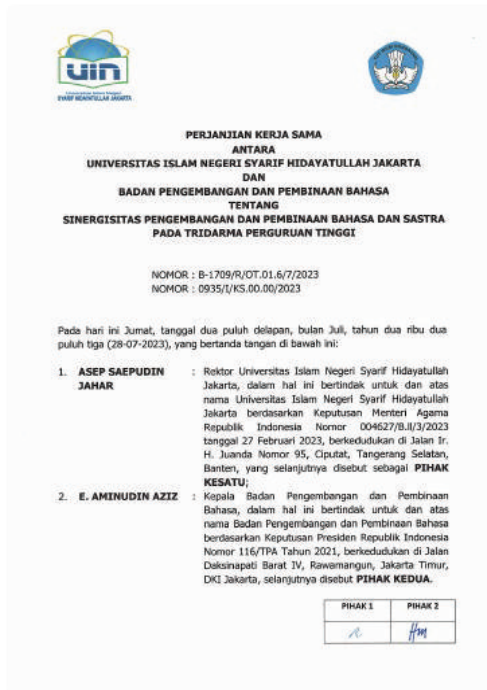 uin
Universitas Islam Negeri
SYARIF HIDAYATULLAH JAKARTA
PERJANJIAN KERJA SAMA
ANTARA
UNIVERSITAS ISLAM NEGERI SYARIF HIDAYATULLAH JAKARTA
DAN
BADAN PENGEMBANGAN DAN PEMBINAAN BAHASA
TENTANG
SINERGISITAS PENGEMBANGAN DAN PEMBINAAN BAHASA DAN SASTRA
PADA TRIDARMA PERGURUAN TINGGI
NOMOR : B-1709/R/OT.01.6/7/2023
NOMOR : 0935/I/KS.00.00/2023
Pada hari ini Jumat, tanggal dua puluh delapan, bulan Juli, tahun dua ribu dua
puluh tiga (28-07-2023), yang bertanda tangan di bawah ini:
1. ASEP SAEPUDIN JAHAR : Rektor Universitas Islam Negeri Syarif Hidayatullah
Jakarta, dalam hal ini bertindak untuk dan atas
nama Universitas Islam Negeri Syarif Hidayatullah
Jakarta berdasarkan Keputusan Menteri Agama
Republik Indonesia Nomor 004627/B.II/3/2023
tanggal 27 Februari 2023, berkedudukan di Jalan Ir.
H. Juanda Nomor 95, Ciputat, Tangerang Selatan,
Banten, yang selanjutnya disebut sebagai PIHAK
KESATU;
2. E. AMINUDIN AZIZ : Kepala Badan Pengembangan dan Pembinaan
Bahasa, dalam hal ini bertindak untuk dan atas
nama Badan Pengembangan dan Pembinaan Bahasa
berdasarkan Keputusan Presiden Republik Indonesia
Nomor 116/TPA Tahun 2021, berkedudukan di Jalan
Daksinapati Barat IV, Rawamangun, Jakarta Timur,
DKI Jakarta, selanjutnya disebut PIHAK KEDUA.
PIHAK 1 PIHAK 2